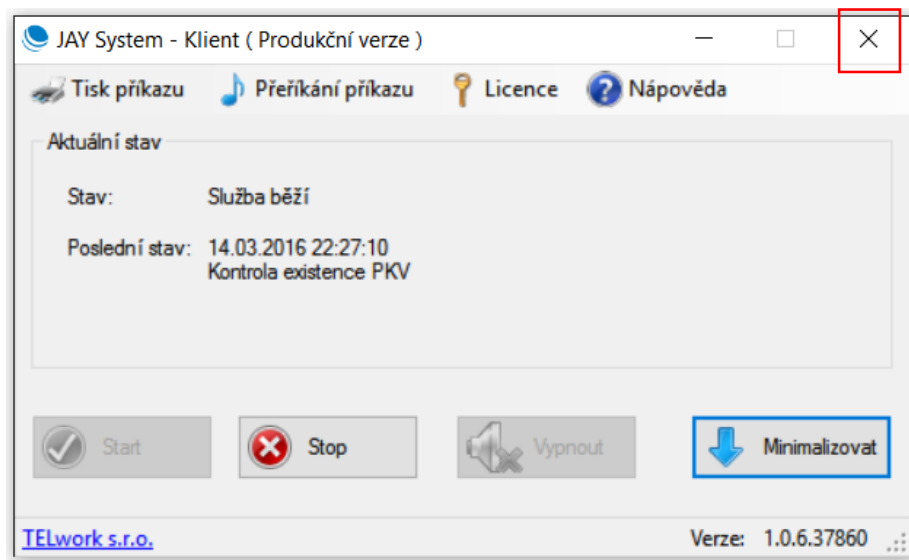 JAY System - Klient ( Produkční verze )
Tisk příkazu Přeříkání příkazu Licence Nápověda
Aktuální stav
Stav: Služba běží
Poslední stav: 14.03.2016 22:27:10
Kontrola existence PKV
Start Stop Vypnout Minimalizovat
TELwork s.r.o. Verze: 1.0.6.37860